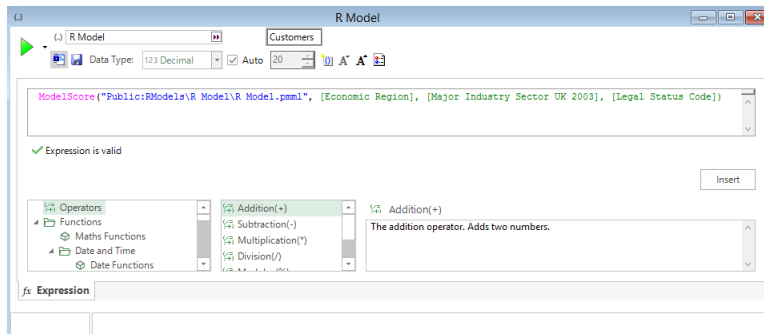 (.) R Model
(.) R Model Customers
Data Type: 123 Decimal Auto 20
ModelScore("Public:RModels\R Model\R Model.pmml", [Economic Region], [Major Industry Sector UK 2003], [Legal Status Code])
Expression is valid
Insert
Operators Addition(+) Addition(+)
Functions Subtraction(-) The addition operator. Adds two numbers.
Maths Functions Multiplication(*)
Date and Time Division(/)
Date Functions
fx Expression